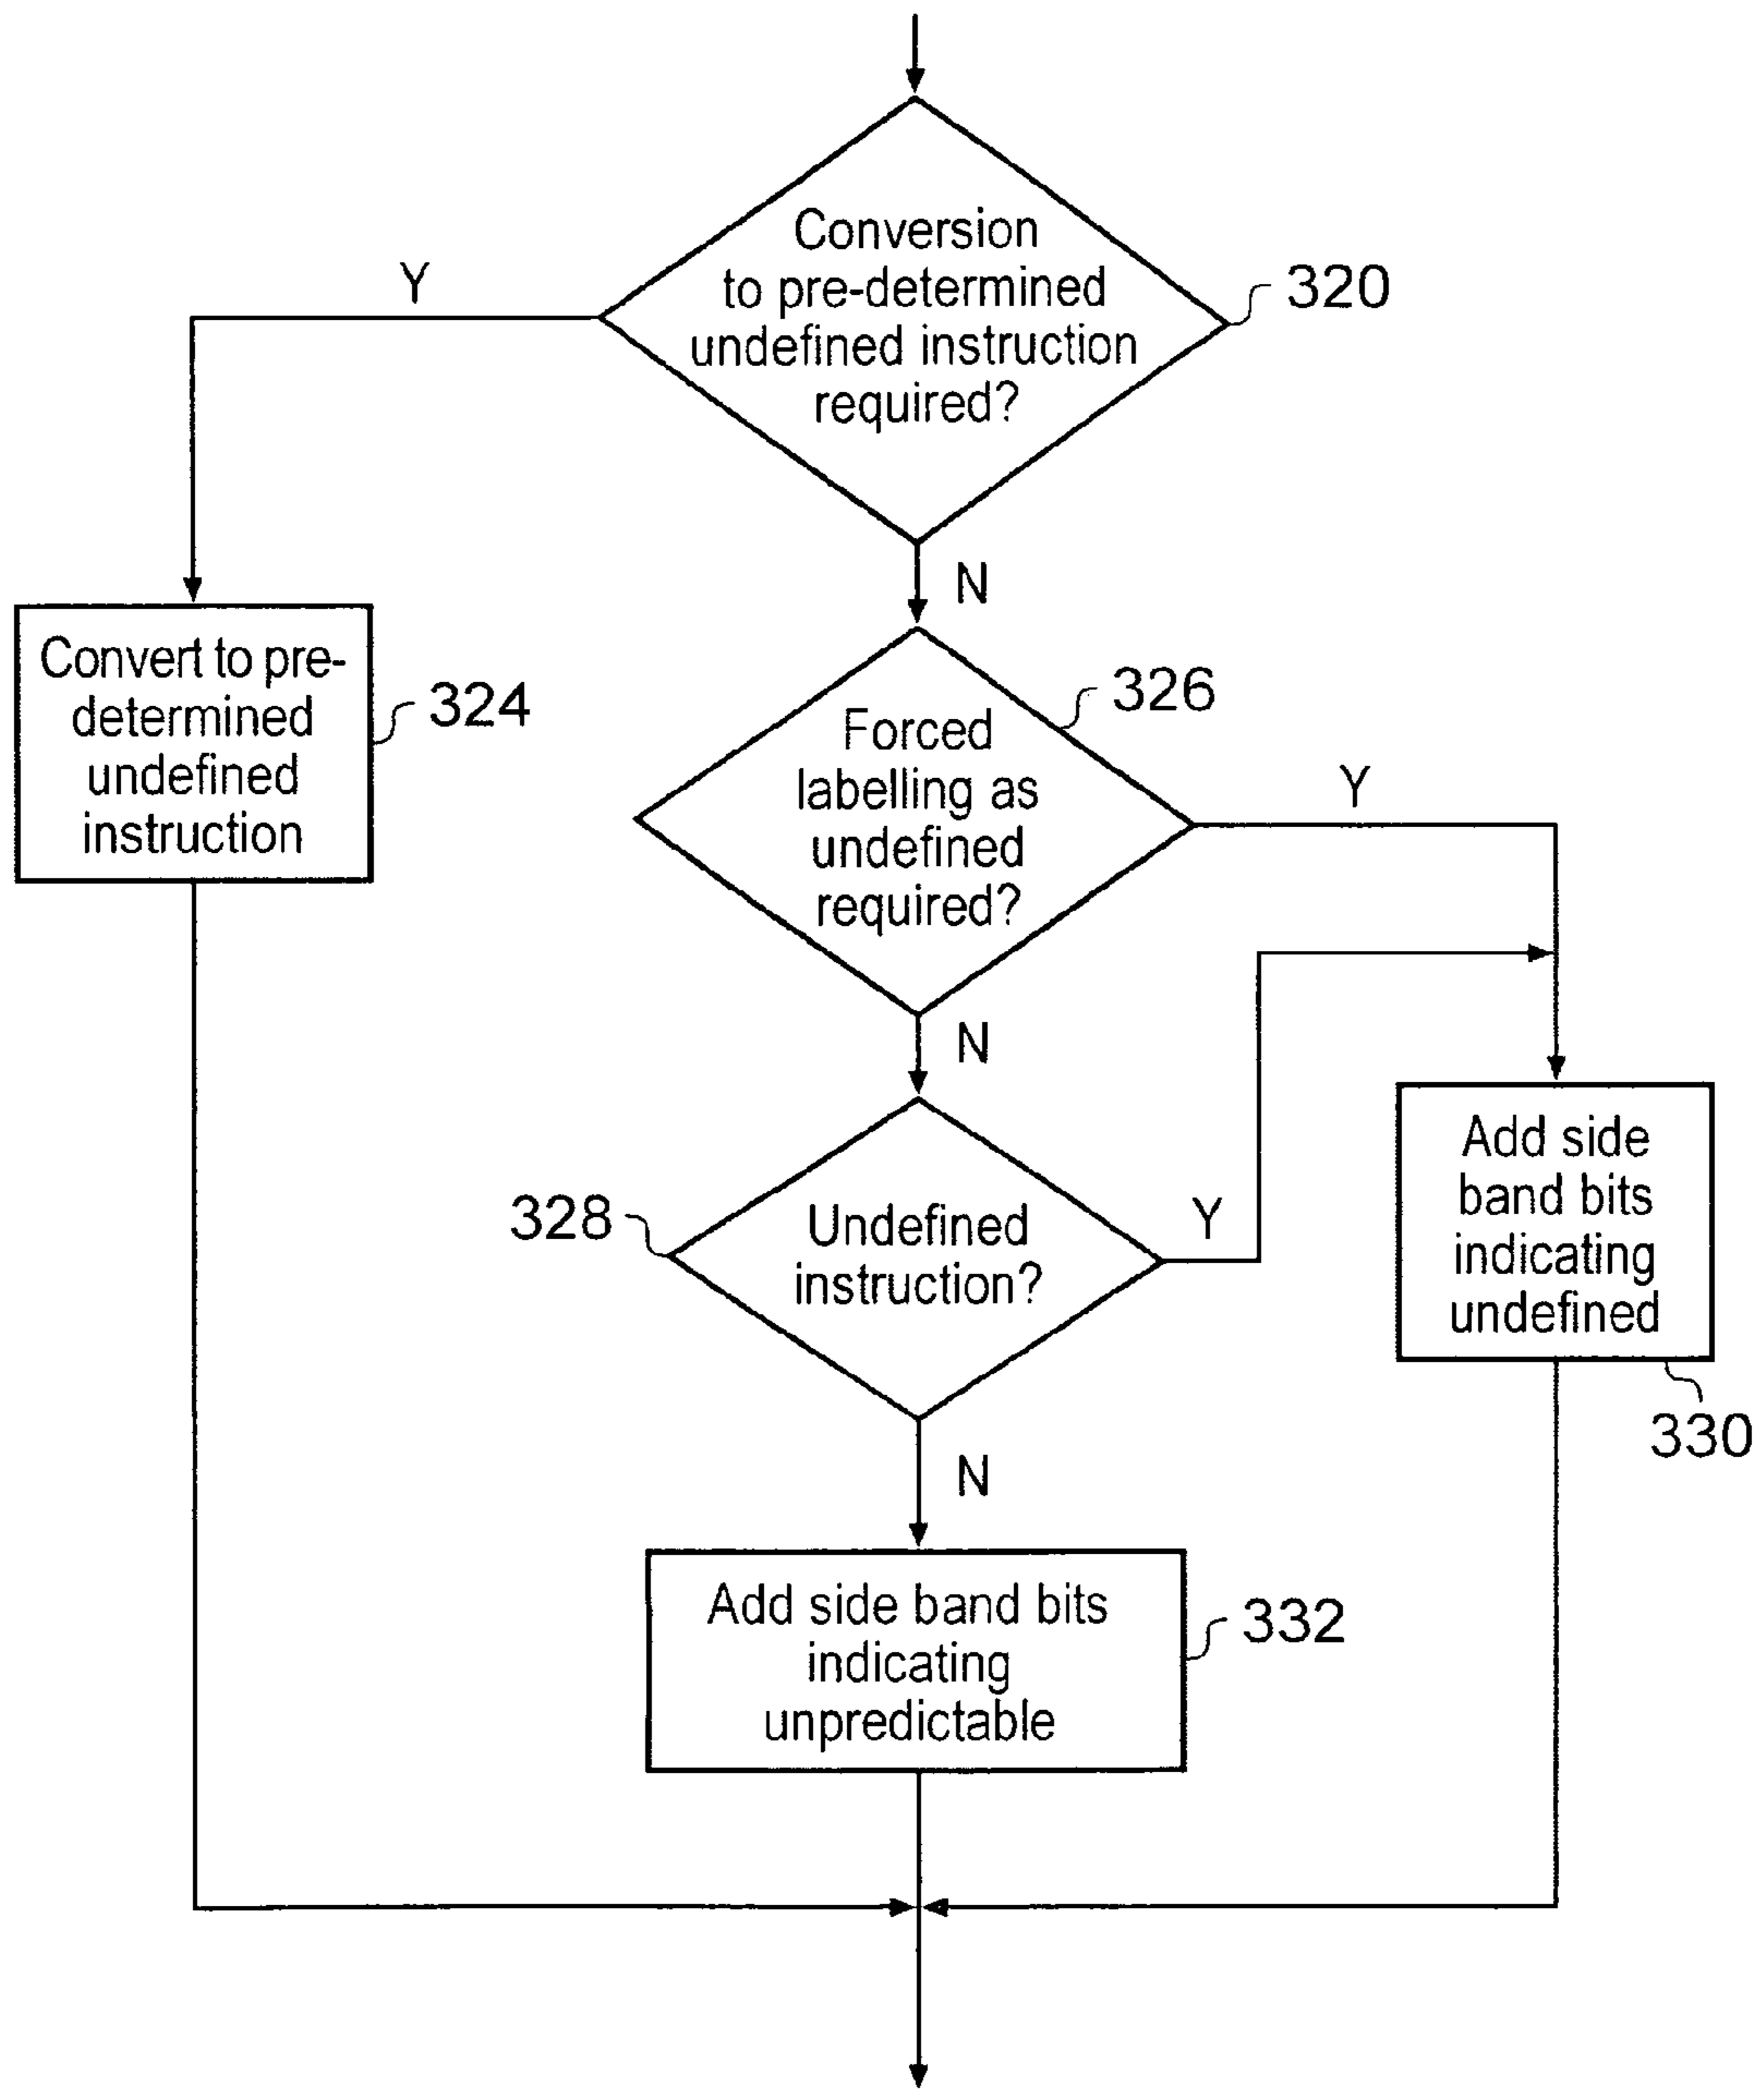 Conversion
to pre-determined
undefined instruction
required?
320
Y
N
Convert to pre-
determined
undefined
instruction
324
326
Forced
labelling as
undefined
required?
Y
N
328
Undefined
instruction?
Y
Add side
band bits
indicating
undefined
330
N
Add side band bits
indicating
unpredictable
332